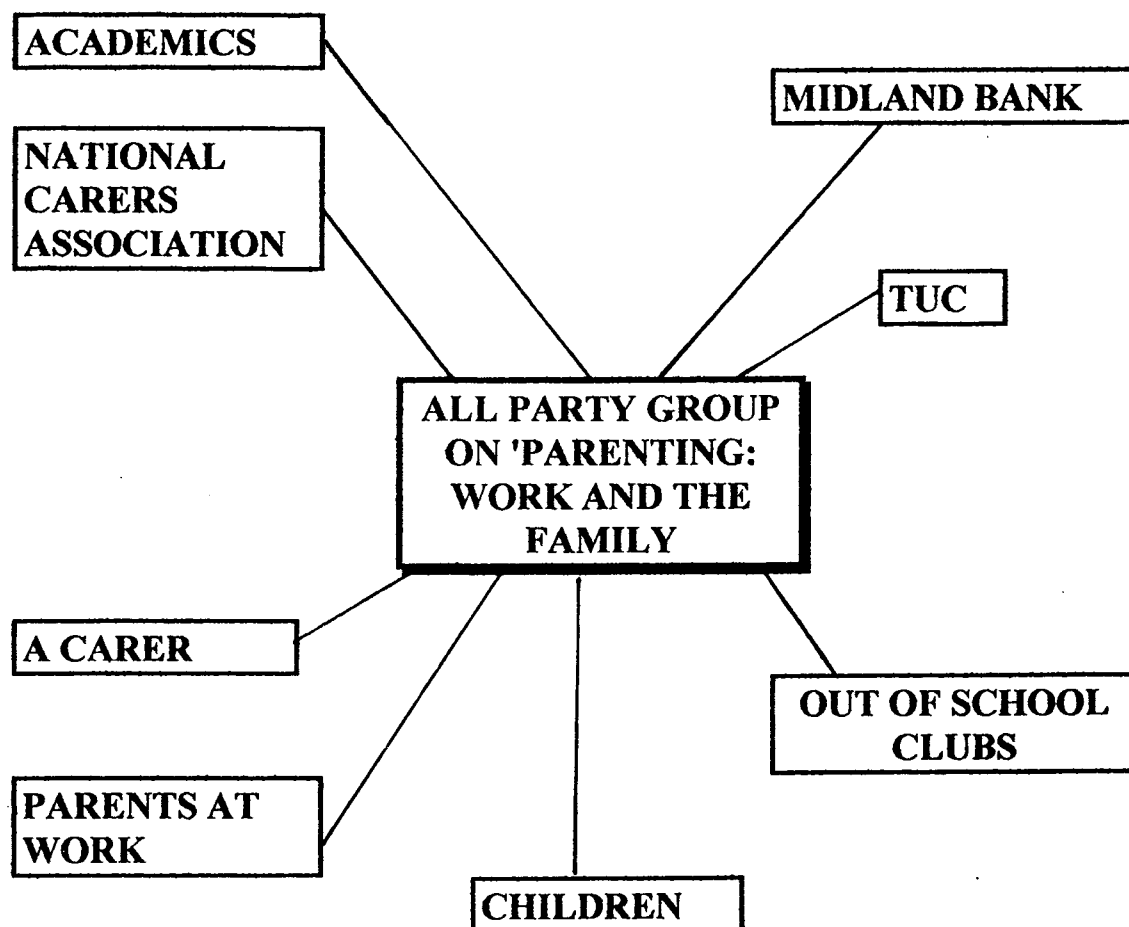 ACADEMICS
MIDLAND BANK
NATIONAL
CARERS
ASSOCIATION
TUC
ALL PARTY GROUP
ON 'PARENTING:
WORK AND THE
FAMILY
A CARER
OUT OF SCHOOL
CLUBS
PARENTS AT
WORK
CHILDREN